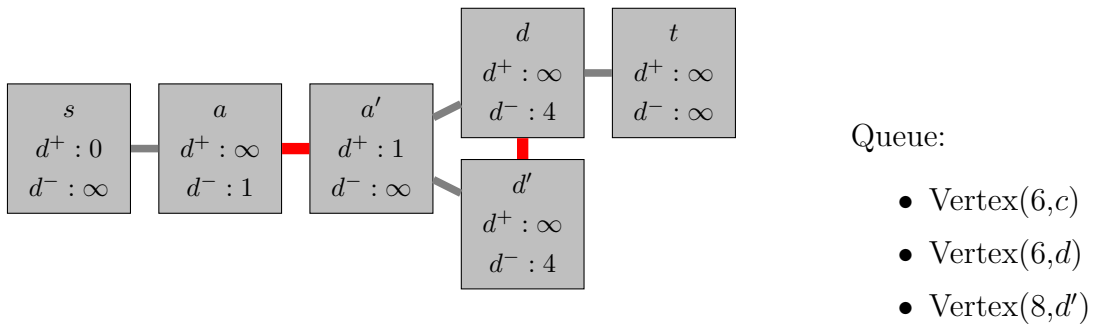 s
d⁺ : 0
d⁻ : ∞
a
d⁺ : ∞
d⁻ : 1
a′
d⁺ : 1
d⁻ : ∞
d
d⁺ : ∞
d⁻ : 4
t
d⁺ : ∞
d⁻ : ∞
d′
d⁺ : ∞
d⁻ : 4
Queue:
• Vertex(6,c)
• Vertex(6,d)
• Vertex(8,d′)